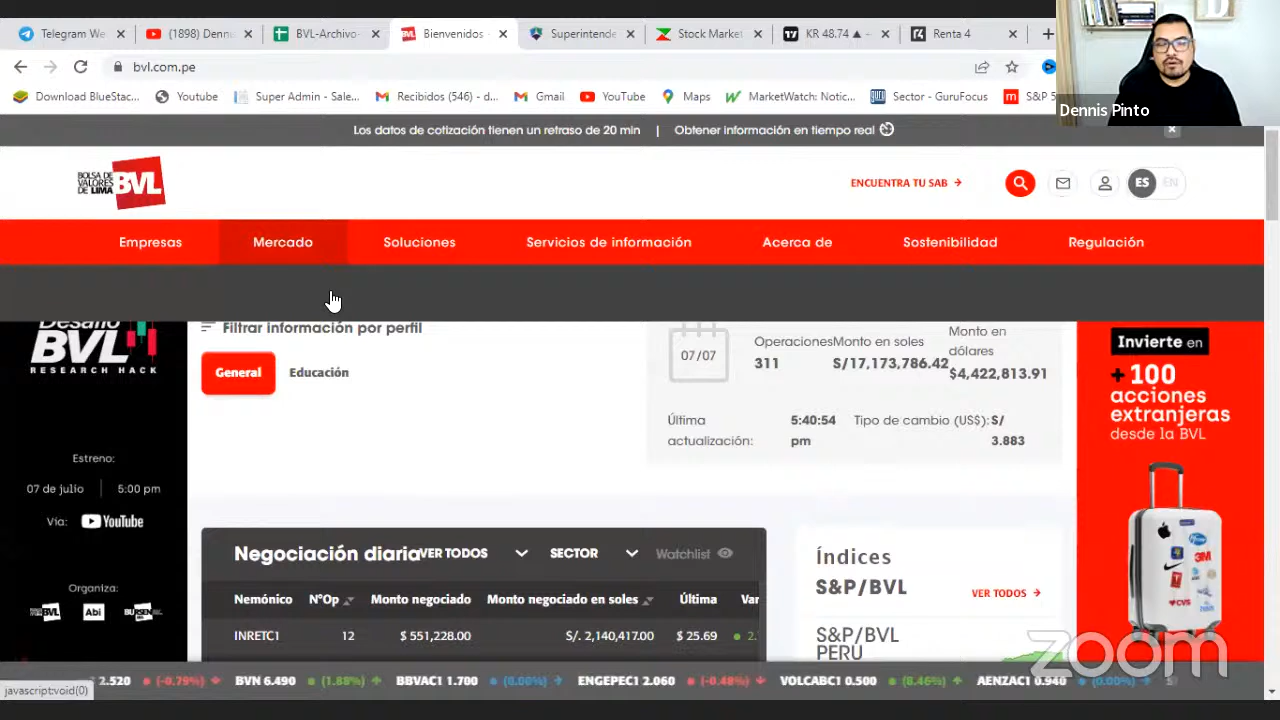 Telegram We
(1898) Denn
BVL-Archivo
Bienvenidos
Superintende
Stock Market
KR 48.74 ▲
Renta 4
bvl.com.pe
Download BlueStac...
Youtube
Super Admin - Sale...
Recibidos (546) - d...
Gmail
YouTube
Maps
MarketWatch: Notic...
Sector - GuruFocus
S&P 5
Dennis Pinto
Los datos de cotización tienen un retraso de 20 min | Obtener información en tiempo real
BOLSA DE
VALORES
DE LIMA
BVL
ENCUENTRA TU SAB →
ES EN
Empresas Mercado Soluciones Servicios de información Acerca de Sostenibilidad Regulación
Desafío
BVL
RESEARCH HACK
Estreno:
07 de julio | 5:00 pm
Vía: YouTube
Organiza:
BVL Abi
Filtrar información por perfil
General Educación
07/07
Operaciones
311
Monto en soles
S/17,173,786.42
Monto en
dólares
$4,422,813.91
Última
actualización:
5:40:54
pm
Tipo de cambio (US$): S/
3.883
Invierte en
+ 100
acciones
extranjeras
desde la BVL
3M
CVS
Negociación diaria VER TODOS SECTOR Watchlist
Nemónico N°Op Monto negociado Monto negociado en soles Última Var
INRETC1 12 $ 551,228.00 S/. 2,140,417.00 $ 25.69 2.
Índices
S&P/BVL
VER TODOS →
S&P/BVL
PERU
zoom
2.520 (-0.79%) BVN 6.490 (1.88%) BBVAC1 1.700 (0.00%) ENGEPEC1 2.060 (-0.48%) VOLCABC1 0.500 (8.46%) AENZAC1 0.940 (0.00%)
javascript:void(0)